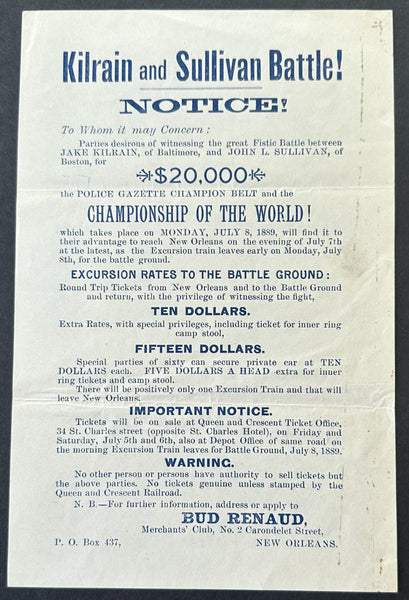 Kilrain and Sullivan Battle!
NOTICE!
To Whom it may Concern:
Parties desirous of witnessing the great Fistic Battle between
JAKE KILRAIN, of Baltimore, and JOHN L. SULLIVAN, of
Boston, for
$20,000
the POLICE GAZETTE CHAMPION BELT and the
CHAMPIONSHIP OF THE WORLD!
which takes place on MONDAY, JULY 8, 1889, will find it to
their advantage to reach New Orleans on the evening of July 7th
at the latest, as the Excursion train leaves early on Monday, July
8th, for the battle ground.
EXCURSION RATES TO THE BATTLE GROUND:
Round Trip Tickets from New Orleans and to the Battle Ground
and return, with the privilege of witnessing the fight,
TEN DOLLARS.
Extra Rates, with special privileges, including ticket for inner ring
camp stool,
FIFTEEN DOLLARS.
Special parties of sixty can secure private car at TEN
DOLLARS each. FIVE DOLLARS A HEAD extra for inner
ring tickets and camp stool.
There will be positively only one Excursion Train and that will
leave New Orleans.
IMPORTANT NOTICE.
Tickets will be on sale at Queen and Crescent Ticket Office,
34 St. Charles street (opposite St. Charles Hotel), on Friday and
Saturday, July 5th and 6th, also at Depot Office of same road on
the morning Excursion Train leaves for Battle Ground, July 8, 1889.
WARNING.
No other person or persons have authority to sell tickets but
the above parties. No tickets genuine unless stamped by the
Queen and Crescent Railroad.
N. B.—For further information, address or apply to
BUD RENAUD,
Merchants' Club, No. 2 Carondelet Street,
P. O. Box 437, NEW ORLEANS.